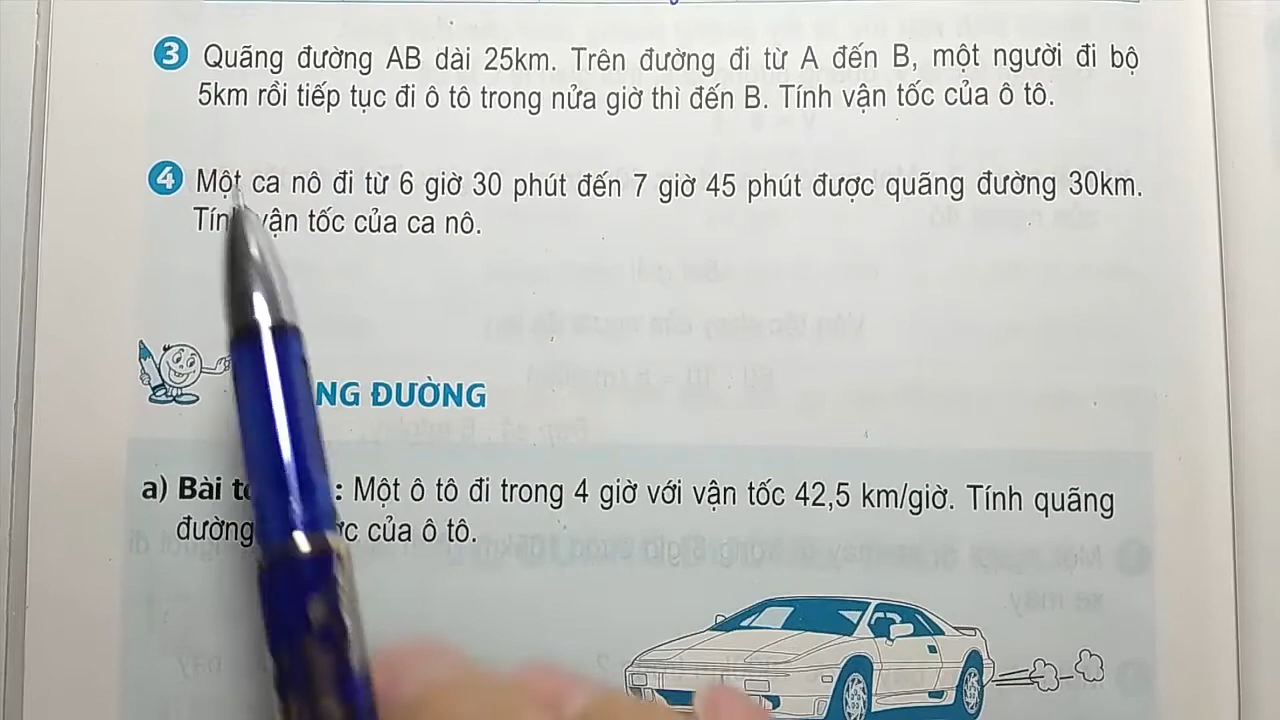 3 Quãng đường AB dài 25km. Trên đường đi từ A đến B, một người đi bộ
5km rồi tiếp tục đi ô tô trong nửa giờ thì đến B. Tính vận tốc của ô tô.
4 Một ca nô đi từ 6 giờ 30 phút đến 7 giờ 45 phút được quãng đường 30km.
Tính vận tốc của ca nô.
ĐƯỜNG
a) Bài : Một ô tô đi trong 4 giờ với vận tốc 42,5 km/giờ. Tính quãng
đường của ô tô.